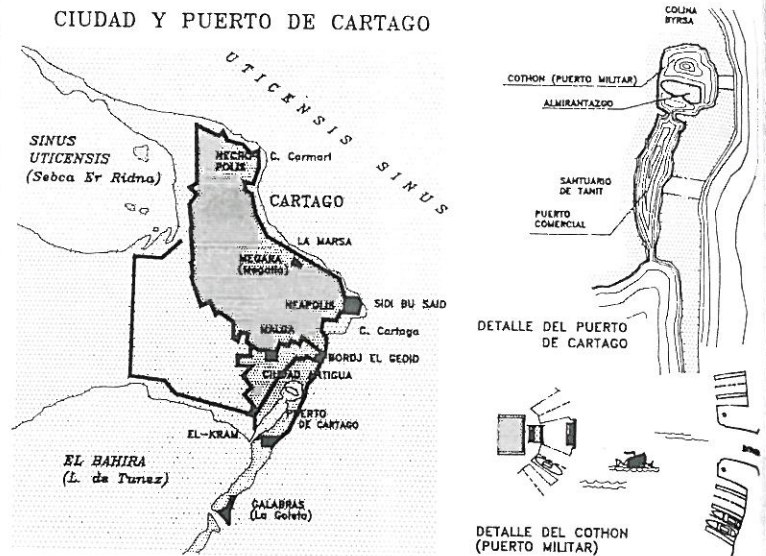 CIUDAD Y PUERTO DE CARTAGO
UTICENSIS SINUS
SINUS
UTICENSIS
(Sebca Er Ridna)
NECRO
POLIS
C. Carmart
CARTAGO
LA MARSA
MEGARA
(Megalia)
NEAPOLIS
SIDI BU SAID
C. Cartago
MALGA
BORDJ EL GEDID
CIUDAD ANTIGUA
PUERTO
DE CARTAGO
EL-KRAM
EL BAHIRA
(L. de Tunez)
GALABRAS
(La Goleta)
COLINA
BYRSA
COTHON (PUERTO MILITAR)
ALMIRANTAZGO
SANTUARIO
DE TANIT
PUERTO
COMERCIAL
DETALLE DEL PUERTO
DE CARTAGO
DETALLE DEL COTHON
(PUERTO MILITAR)